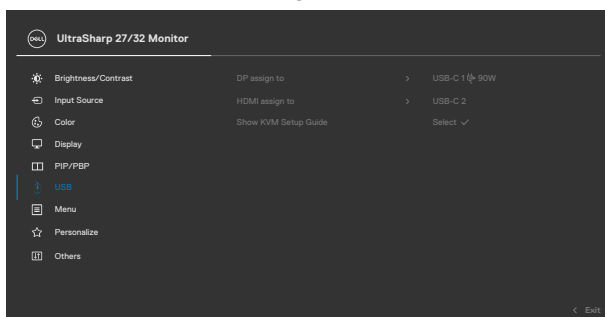 DELL UltraSharp 27/32 Monitor
Brightness/Contrast DP assign to > USB-C 1 90W
Input Source HDMI assign to > USB-C 2
Color Show KVM Setup Guide Select ✓
Display
PIP/PBP
USB
Menu
Personalize
Others
< Exit